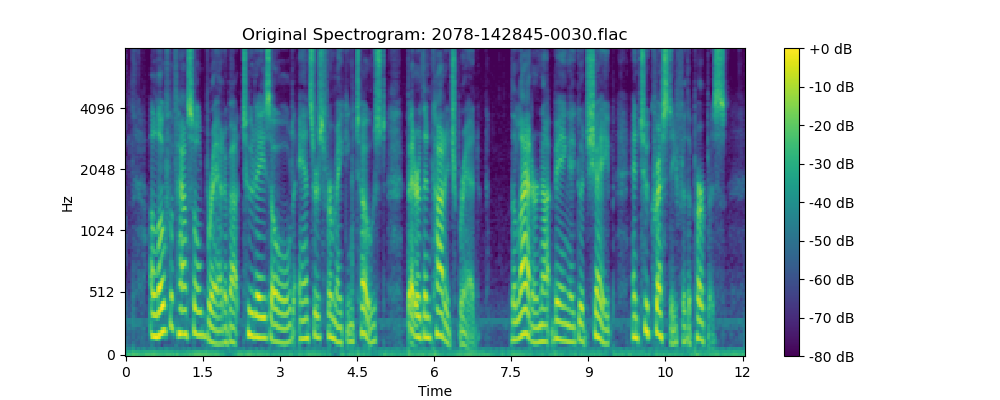 Original Spectrogram: 2078-142845-0030.flac
Hz
4096
2048
1024
512
0
0 1.5 3 4.5 6 7.5 9 10 12
Time
+0 dB
-10 dB
-20 dB
-30 dB
-40 dB
-50 dB
-60 dB
-70 dB
-80 dB